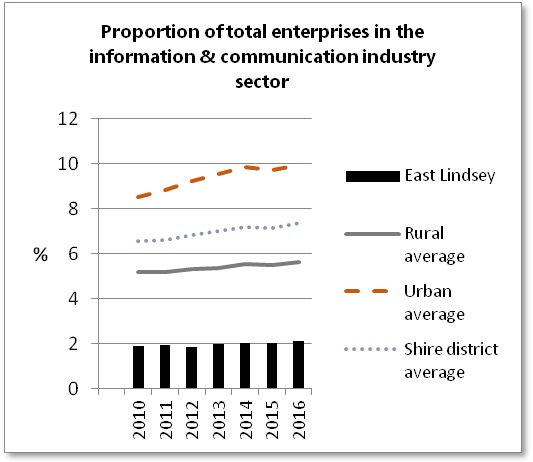 Proportion of total enterprises in the
information & communication industry
sector
12
10
8
6
4
2
0
%
2010
2011
2012
2013
2014
2015
2016
East Lindsey
Rural
average
Urban
average
Shire district
average